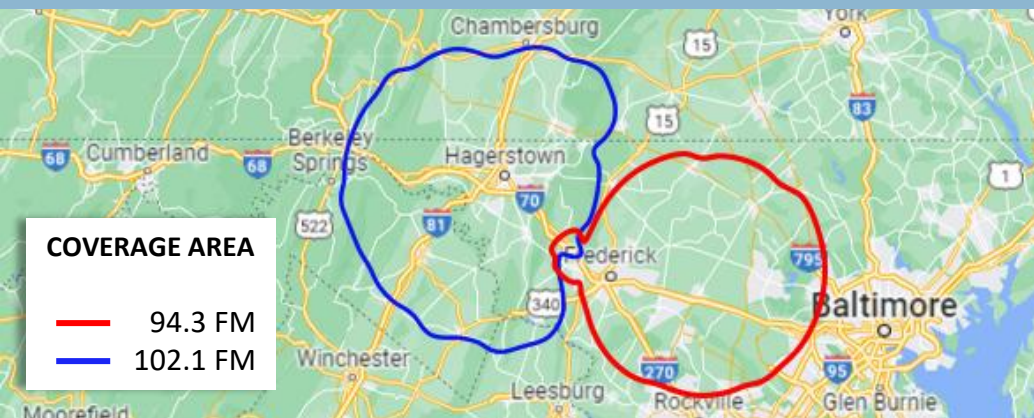 Chambersburg
York
15
83
15
Berkeley
Springs
68
Cumberland
68
Hagerstown
1
70
522
81
COVERAGE AREA
Frederick
795
94.3 FM
340
Baltimore
102.1 FM
Winchester
270
95
Leesburg
Rockville
Glen Burnie
Moorefield